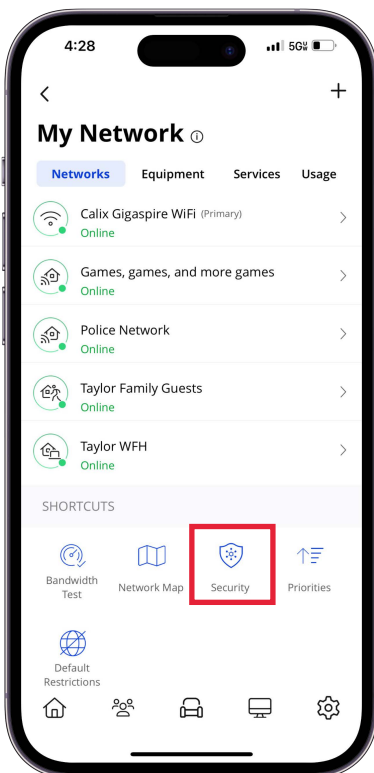 4:28 5G
My Network
Networks Equipment Services Usage
Calix Gigaspire WiFi (Primary)
Online
Games, games, and more games
Online
Police Network
Online
Taylor Family Guests
Online
Taylor WFH
Online
SHORTCUTS
Bandwidth
Test
Network Map
Security
Priorities
Default
Restrictions